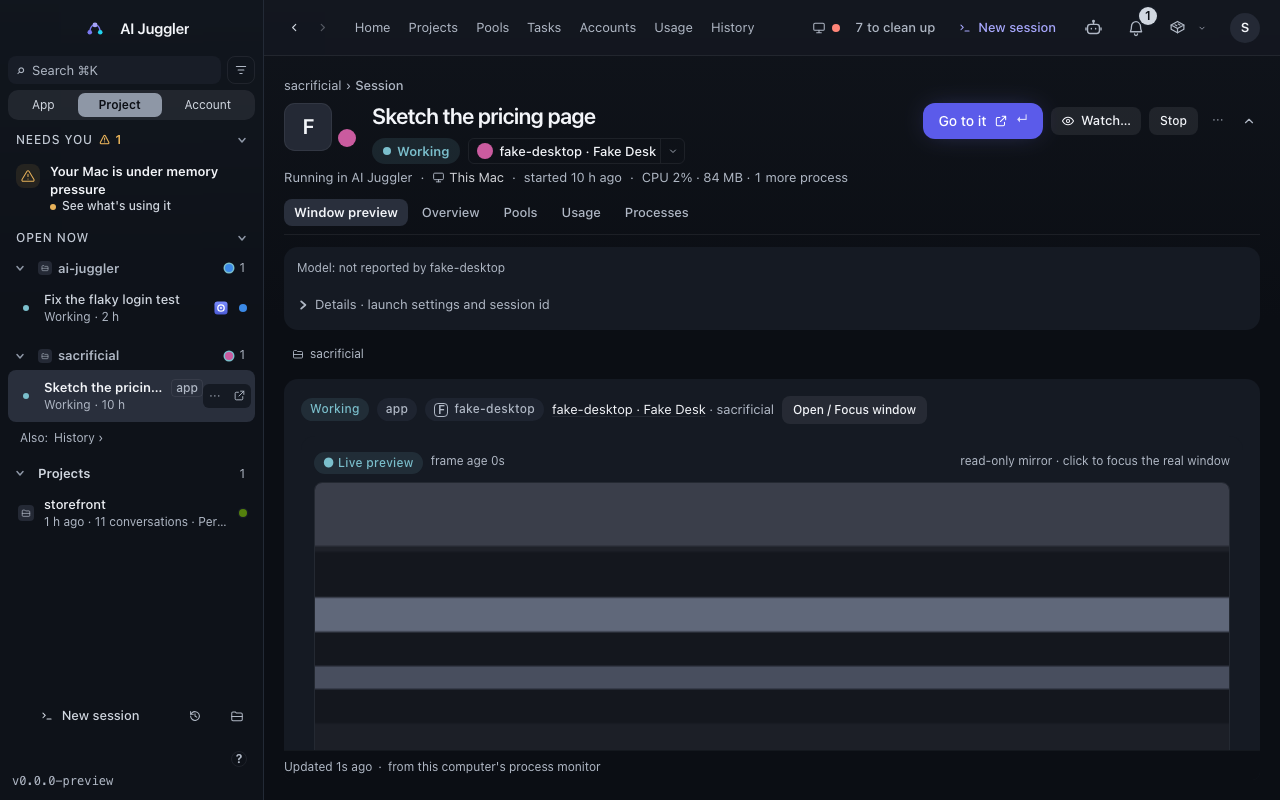 AI Juggler
Search ⌘K
App Project Account
NEEDS YOU 1
Your Mac is under memory
pressure
See what's using it
OPEN NOW
ai-juggler 1
Fix the flaky login test
Working · 2 h
sacrificial 1
Sketch the pricin... app ...
Working · 10 h
Also: History ›
Projects 1
storefront
1 h ago · 11 conversations · Per...
New session
?
v0.0.0-preview
Home Projects Pools Tasks Accounts Usage History
7 to clean up
New session
1
S
sacrificial › Session
F
Sketch the pricing page
Working
fake-desktop · Fake Desk
Go to it
Watch...
Stop
...
Running in AI Juggler · This Mac · started 10 h ago · CPU 2% · 84 MB · 1 more process
Window preview Overview Pools Usage Processes
Model: not reported by fake-desktop
Details · launch settings and session id
sacrificial
Working app F fake-desktop fake-desktop · Fake Desk · sacrificial Open / Focus window
Live preview frame age 0s read-only mirror · click to focus the real window
Updated 1s ago · from this computer's process monitor